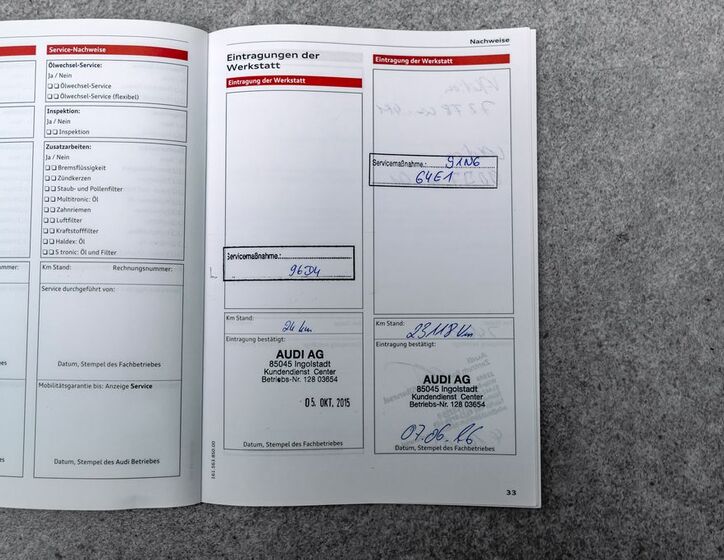 Service-Nachweise
Ölwechsel-Service:
Ja / Nein
Ölwechsel-Service
Ölwechsel-Service (flexibel)
Inspektion:
Ja / Nein
Inspektion
Zusatzarbeiten:
Ja / Nein
Bremsflüssigkeit
Zündkerzen
Staub- und Pollenfilter
Multitronic: Öl
Zahnriemen
Luftfilter
Kraftstofffilter
Haldex: Öl
S tronic: Öl und Filter
ummer:
Km Stand: Rechnungsnummer:
Service durchgeführt von:
Datum, Stempel des Fachbetriebes
Mobilitätsgarantie bis: Anzeige Service
Datum, Stempel des Audi Betriebes
Eintragungen der
Werkstatt
Eintragung der Werkstatt
Servicemaßnahme.:
96D4
Km Stand:
24 km
Eintragung bestätigt:
AUDI AG
85045 Ingolstadt
Kundendienst Center
Betriebs-Nr. 128 03654
05. OKT. 2015
Datum, Stempel des Fachbetriebes
161.561.850.00
Nachweise
Eintragung der Werkstatt
Servicemaßnahme.: 91N6
64E1
Km Stand:
23118 km
Eintragung bestätigt:
AUDI AG
85045 Ingolstadt
Kundendienst Center
Betriebs-Nr. 128 03654
07.06.16
Datum, Stempel des Fachbetriebes
33